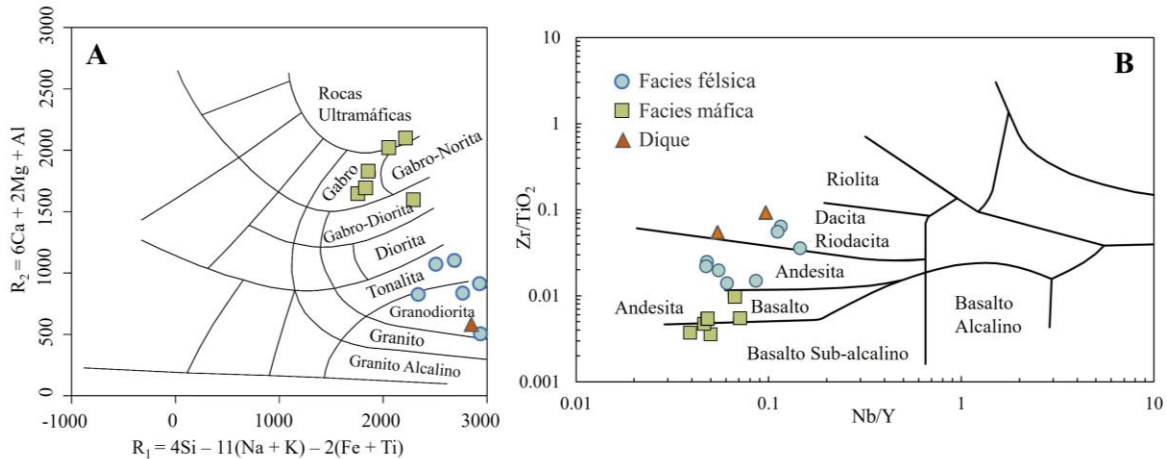 A
3000
2500
2000
1500
1000
500
0
R₂ = 6Ca + 2Mg + Al
-1000
0
1000
2000
3000
R₁ = 4Si – 11(Na + K) – 2(Fe + Ti)
Rocas
Ultramáficas
Gabro
Gabro-Norita
Gabro-Diorita
Diorita
Tonalita
Granodiorita
Granito
Granito Alcalino
B
10
1
0.1
0.01
0.001
Zr/TiO₂
0.01
0.1
1
10
Nb/Y
Facies félsica
Facies máfica
Dique
Riolita
Dacita
Riodacita
Andesita
Andesita
Basalto
Basalto Sub-alcalino
Basalto
Alcalino